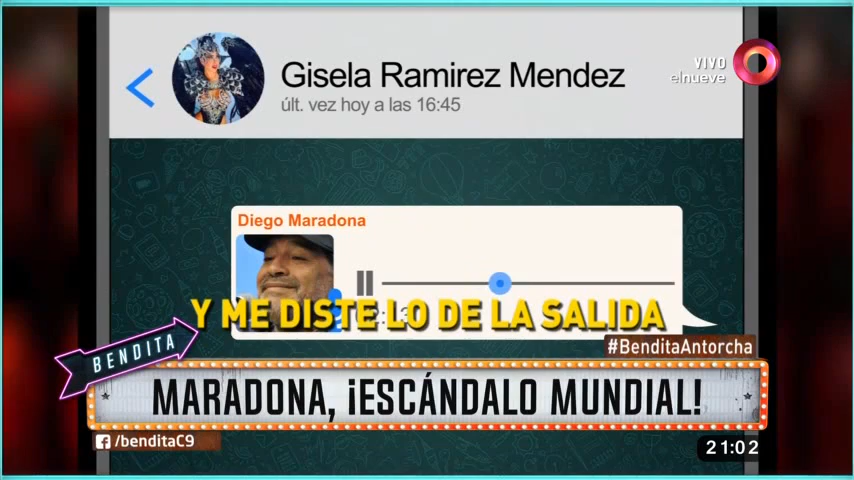 Gisela Ramirez Mendez
últ. vez hoy a las 16:45
VIVO
elnueve
Diego Maradona
Y ME DISTE LO DE LA SALIDA
#BenditaAntorcha
BENDITA
MARADONA, ¡ESCÁNDALO MUNDIAL!
/benditaC9
21:02